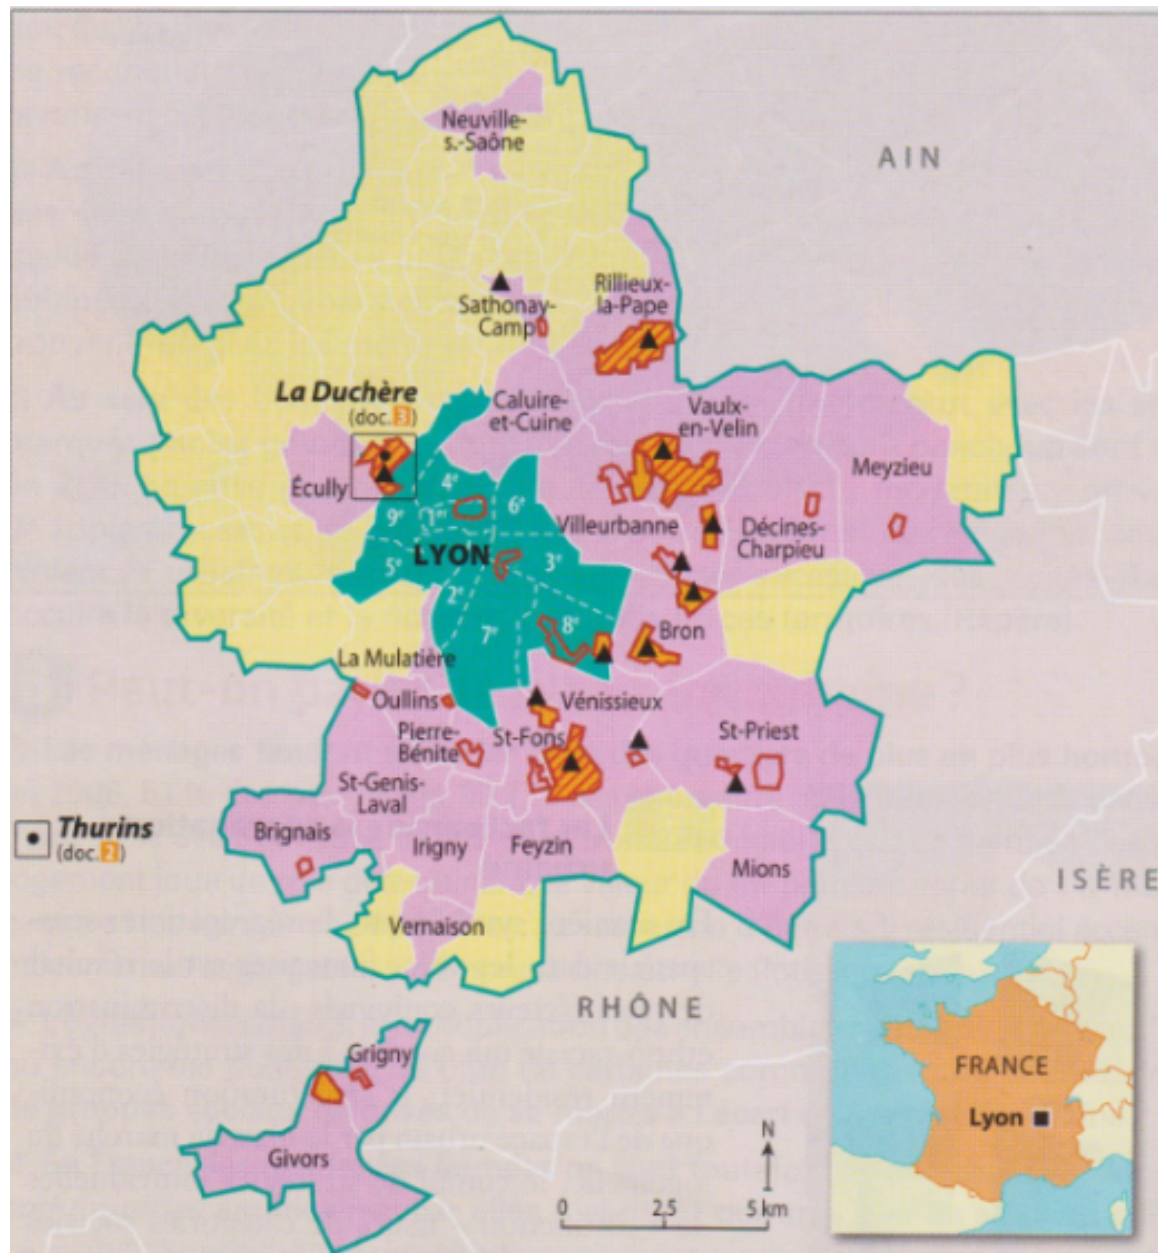 Neuville-
s.-Saône
AIN
Sathonay-
Camp
Rillieux-
la-Pape
La Duchère
(doc.3)
Caluire-
et-Cuire
Vaulx-
en-Velin
Meyzieu
Écully
4e
6e
9e
1er
Villeurbanne
Décines-
Charpieu
LYON
5e
3e
2e
7e
8e
Bron
La Mulatière
Oullins
Vénissieux
Pierre-
Bénite
St-Fons
St-Priest
St-Genis-
Laval
Thurins
(doc.2)
Brignais
Irigny
Feyzin
Mions
ISÈRE
Vernaison
RHÔNE
Grigny
Givors
N
0 2,5 5 km
FRANCE
Lyon